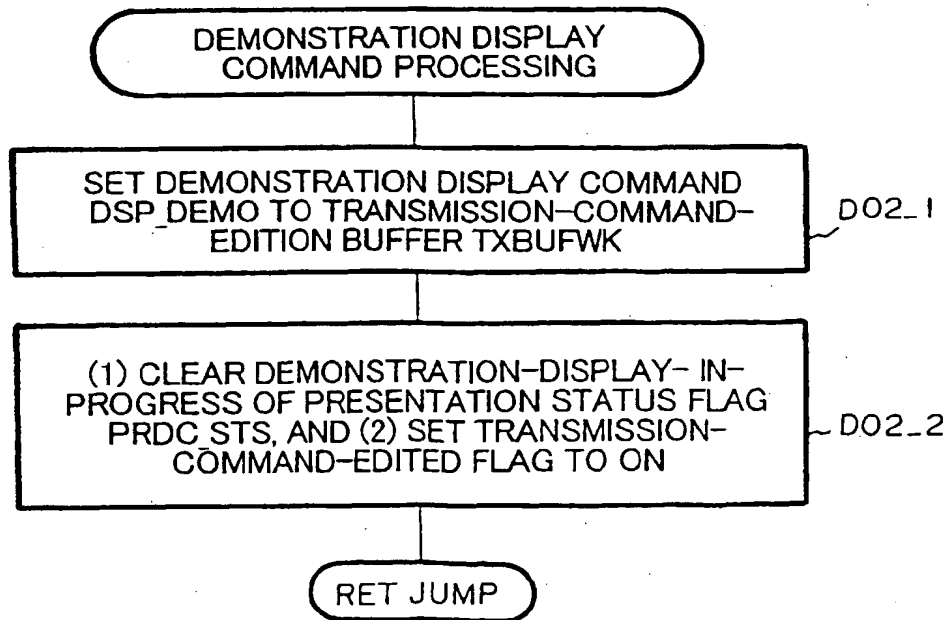 DEMONSTRATION DISPLAY
COMMAND PROCESSING
SET DEMONSTRATION DISPLAY COMMAND
DSP_DEMO TO TRANSMISSION-COMMAND-
EDITION BUFFER TXBUFWK
D02_1
(1) CLEAR DEMONSTRATION-DISPLAY- IN-
PROGRESS OF PRESENTATION STATUS FLAG
PRDC_STS, AND (2) SET TRANSMISSION-
COMMAND-EDITED FLAG TO ON
D02_2
RET JUMP